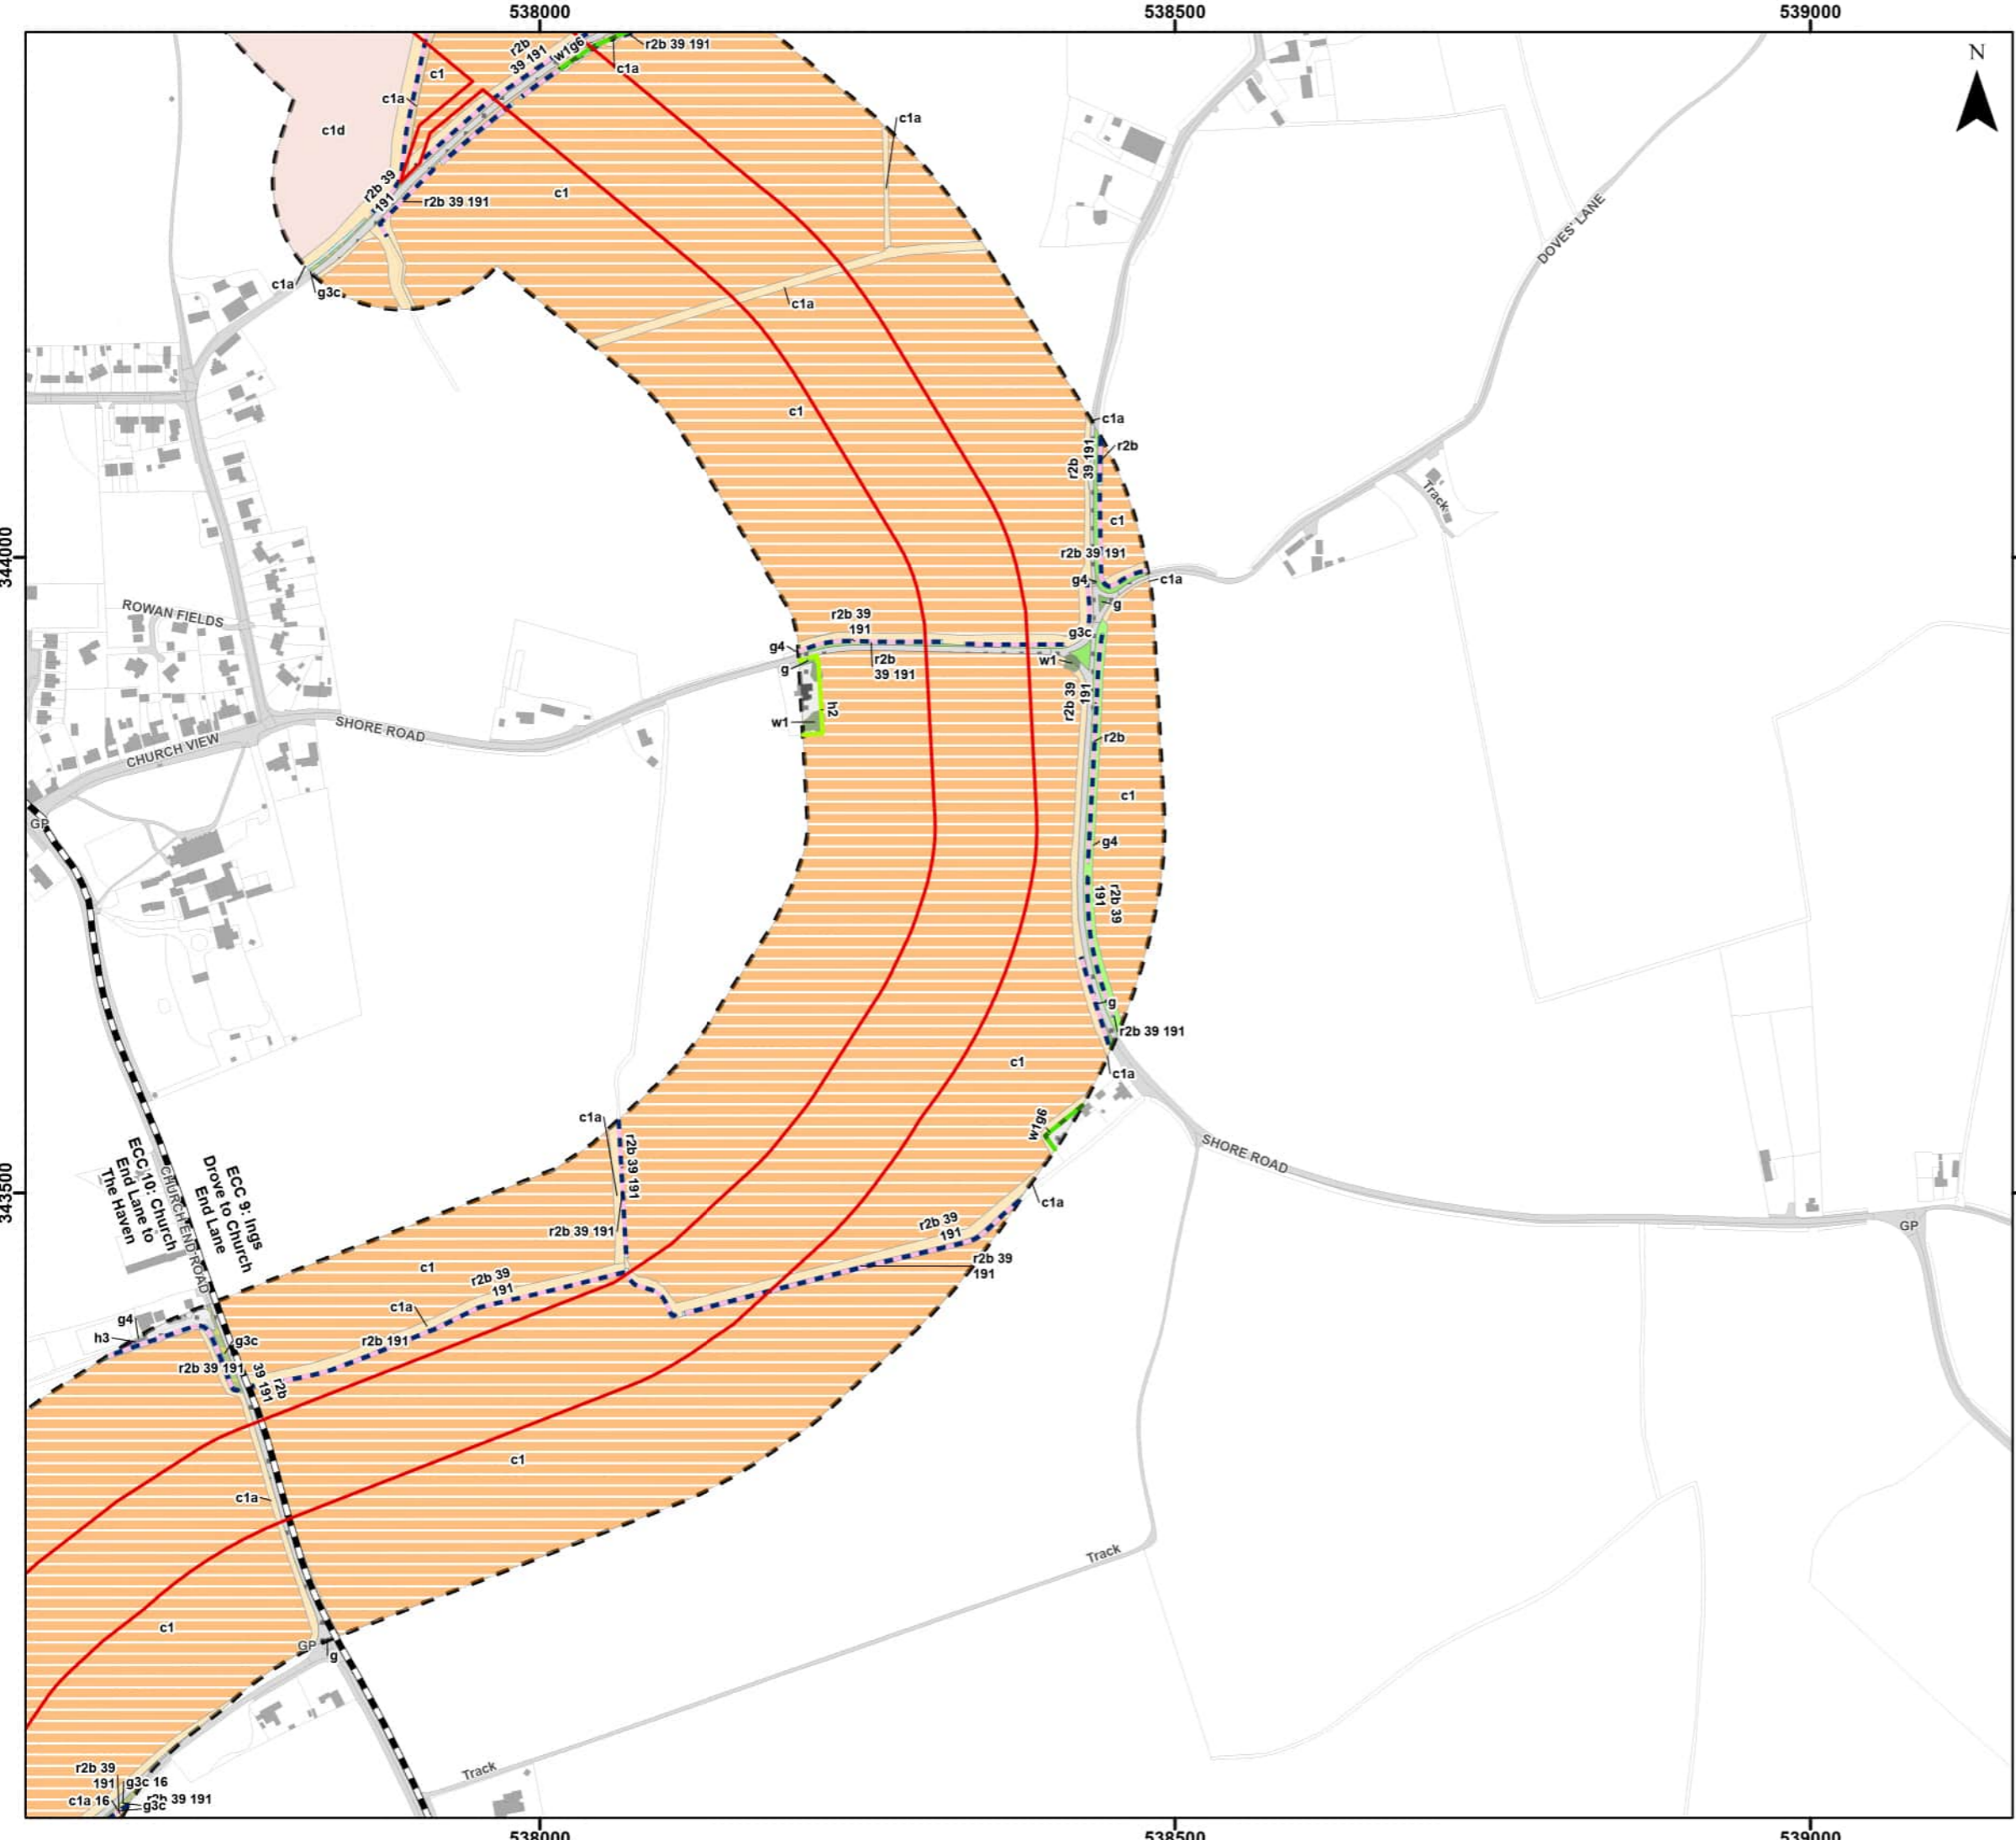 538000
538500
539000
N
r2b
39 191
w1g6
r2b 39 191
c1a
c1
c1a
c1a
c1d
r2b 39
191
c1
r2b 39 191
DOVES' LANE
c1a
g3c
c1a
c1
c1a
r2b
39 191
r2b
Track
c1
344000
r2b 39 191
g4
c1a
g
ROWAN FIELDS
r2b 39
191
g3c
g4
g
r2b
39 191
w1
r2b 39
191
h2
w1
SHORE ROAD
CHURCH VIEW
r2b
c1
GP
g4
r2b 39
191
g
r2b 39 191
c1
c1a
c1a
w1g6
r2b 39 191
SHORE ROAD
343500
ECC 10: Church
End Lane to
The Haven
CHURCH END ROAD
ECC 9: Ings
Drove to Church
End Lane
c1a
r2b 39 191
r2b 39
191
GP
c1
r2b 39
191
r2b 39
191
c1a
g4
h3
g3c
r2b 191
r2b 39 191
r2b
39 191
c1
c1a
Track
c1
GP
g
Track
r2b 39
191
g3c 16
c1a 16
39 191
g3c
538000
538500
539000